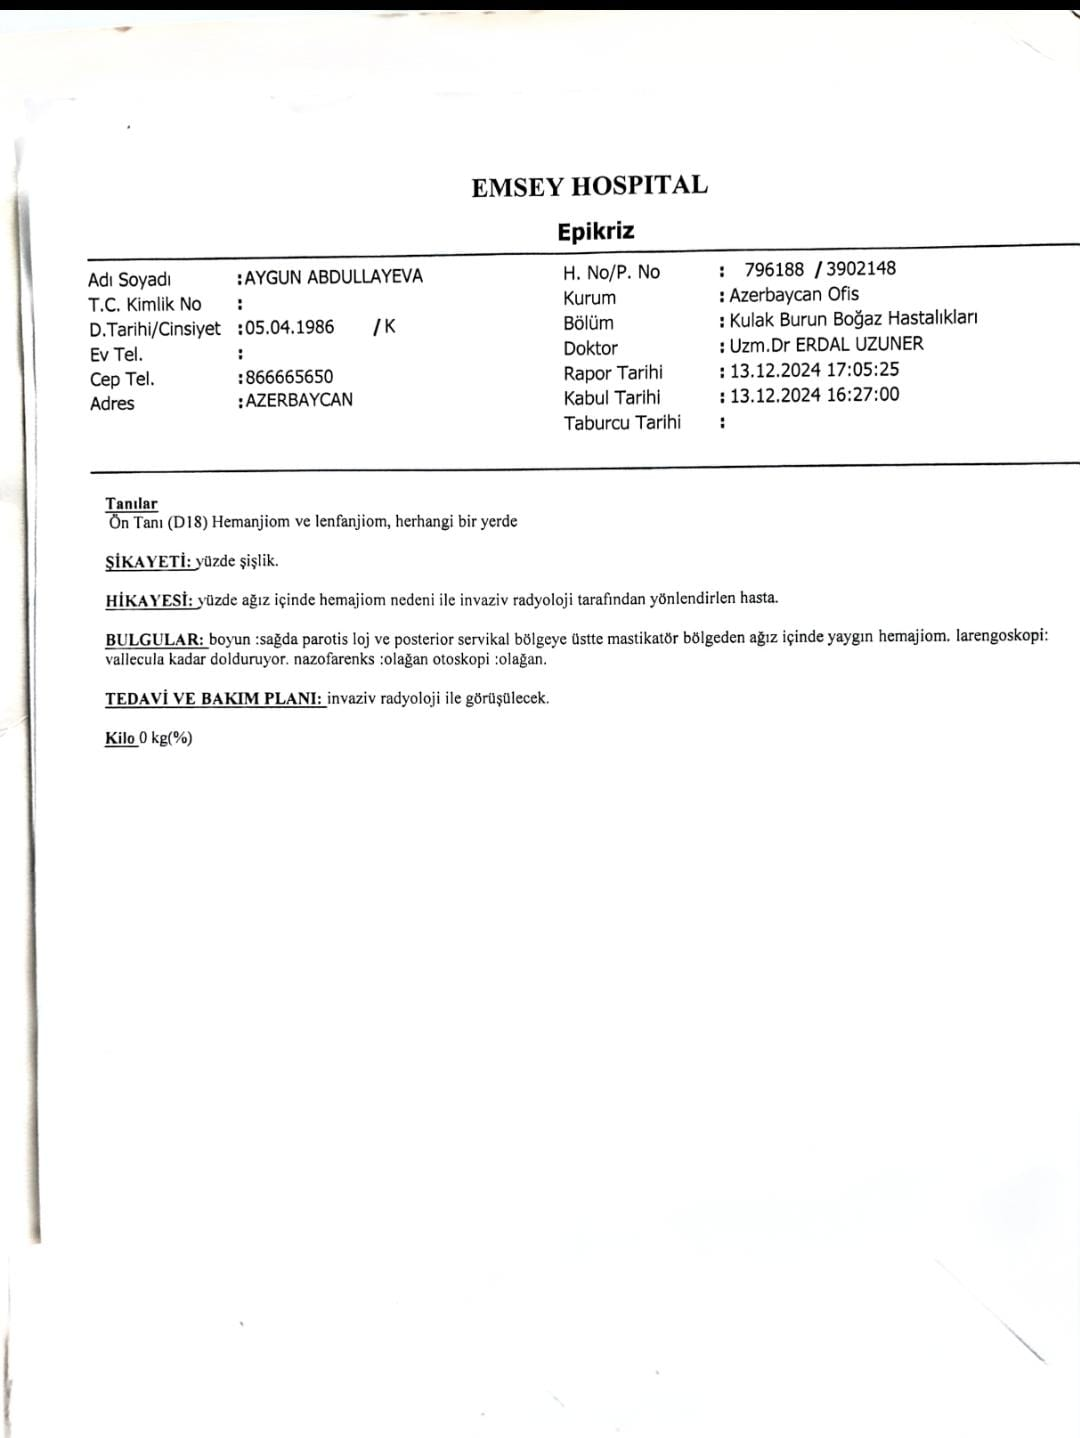 EMSEY HOSPITAL
Epikriz
Adı Soyadı :AYGUN ABDULLAYEVA
T.C. Kimlik No :
D.Tarihi/Cinsiyet :05.04.1986 / K
Ev Tel. :
Cep Tel. :866665650
Adres :AZERBAYCAN
H. No/P. No : 796188 / 3902148
Kurum : Azerbaycan Ofis
Bölüm : Kulak Burun Boğaz Hastalıkları
Doktor : Uzm.Dr ERDAL UZUNER
Rapor Tarihi : 13.12.2024 17:05:25
Kabul Tarihi : 13.12.2024 16:27:00
Taburcu Tarihi :
Tanılar
Ön Tanı (D18) Hemanjiom ve lenfanjiom, herhangi bir yerde
ŞİKAYETİ: yüzde şişlik.
HİKAYESİ: yüzde ağız içinde hemajiom nedeni ile invaziv radyoloji tarafından yönlendirlen hasta.
BULGULAR: boyun :sağda parotis loj ve posterior servikal bölgeye üstte mastikatör bölgeden ağız içinde yaygın hemajiom. larengoskopi:
vallecula kadar dolduruyor. nazofarenks :olağan otoskopi :olağan.
TEDAVİ VE BAKIM PLANI: invaziv radyoloji ile görüşülecek.
Kilo 0 kg(%)